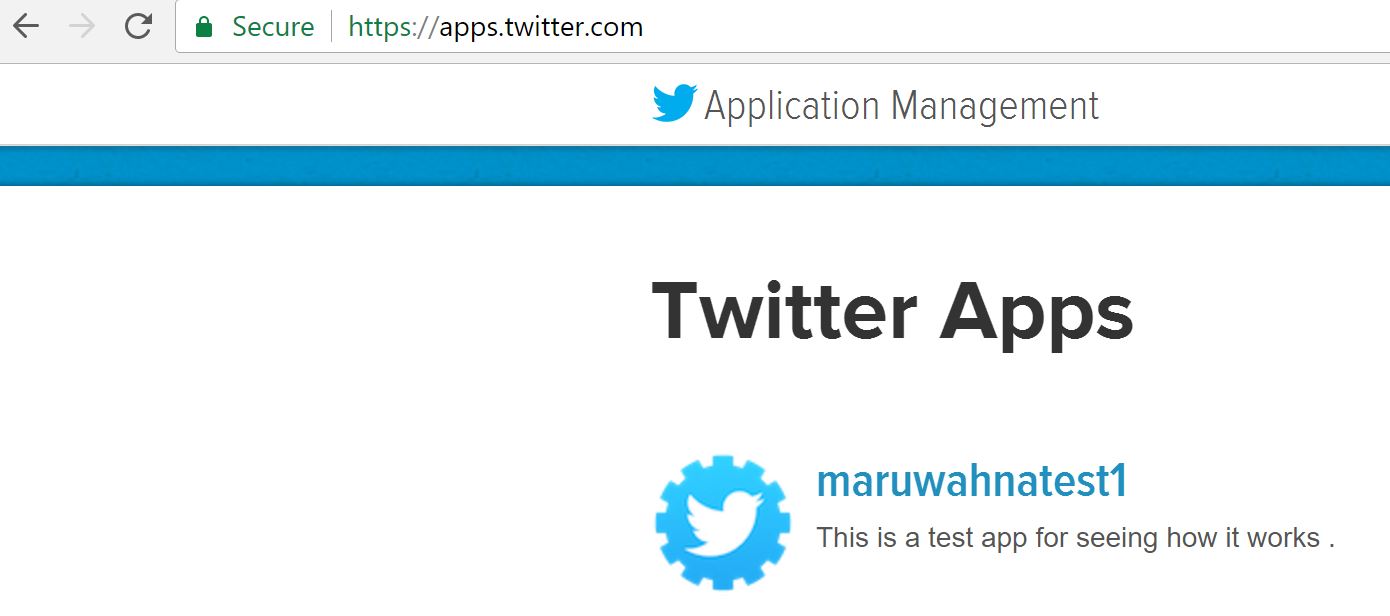 Secure https://apps.twitter.com
Application Management
Twitter Apps
maruwahnatest1
This is a test app for seeing how it works .